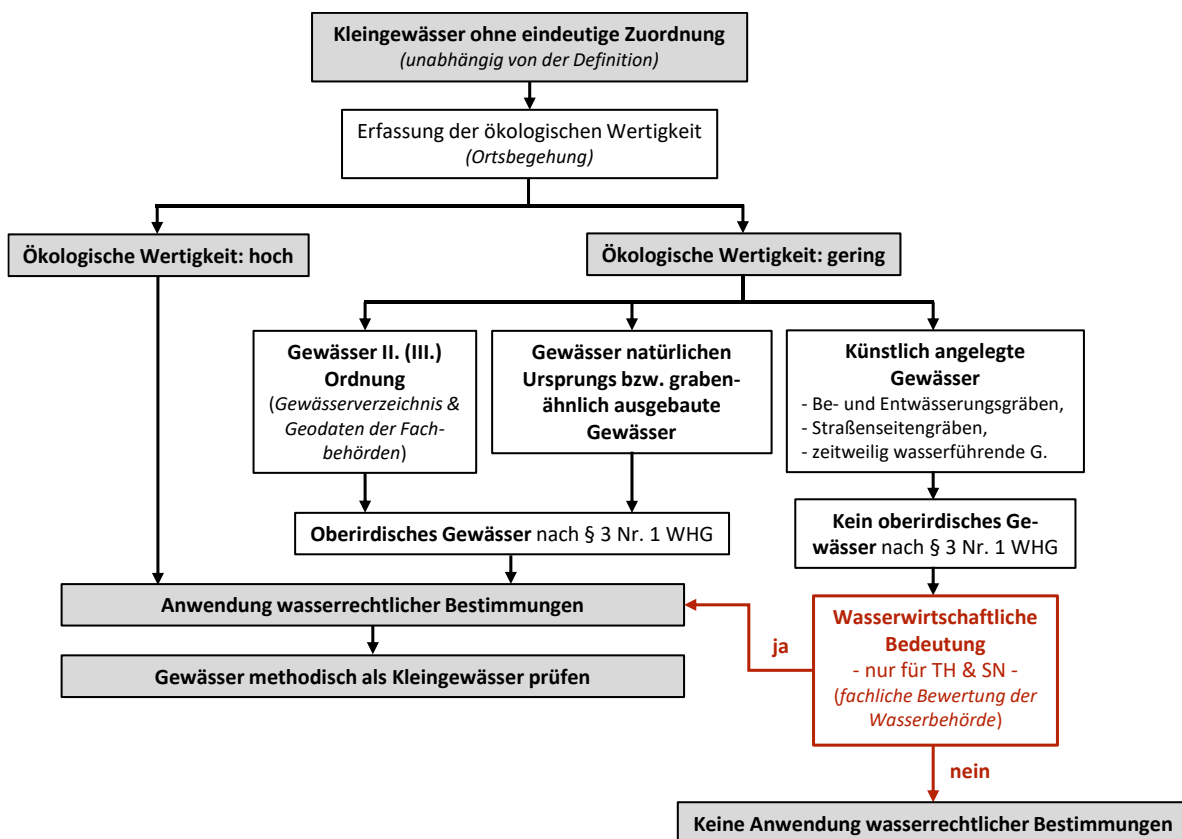 Kleingewässer ohne eindeutige Zuordnung
(unabhängig von der Definition)
Erfassung der ökologischen Wertigkeit
(Ortsbegehung)
Ökologische Wertigkeit: hoch
Ökologische Wertigkeit: gering
Gewässer II. (III.)
Ordnung
(Gewässerverzeichnis &
Geodaten der Fach-
behörden)
Gewässer natürlichen
Ursprungs bzw. graben-
ähnlich ausgebaute
Gewässer
Künstlich angelegte
Gewässer
- Be- und Entwässerungsgräben,
- Straßenseitengräben,
- zeitweilig wasserführende G.
Oberirdisches Gewässer nach § 3 Nr. 1 WHG
Kein oberirdisches Ge-
wässer nach § 3 Nr. 1 WHG
Anwendung wasserrechtlicher Bestimmungen
ja
Wasserwirtschaftliche
Bedeutung
- nur für TH & SN -
(fachliche Bewertung der
Wasserbehörde)
Gewässer methodisch als Kleingewässer prüfen
nein
Keine Anwendung wasserrechtlicher Bestimmungen